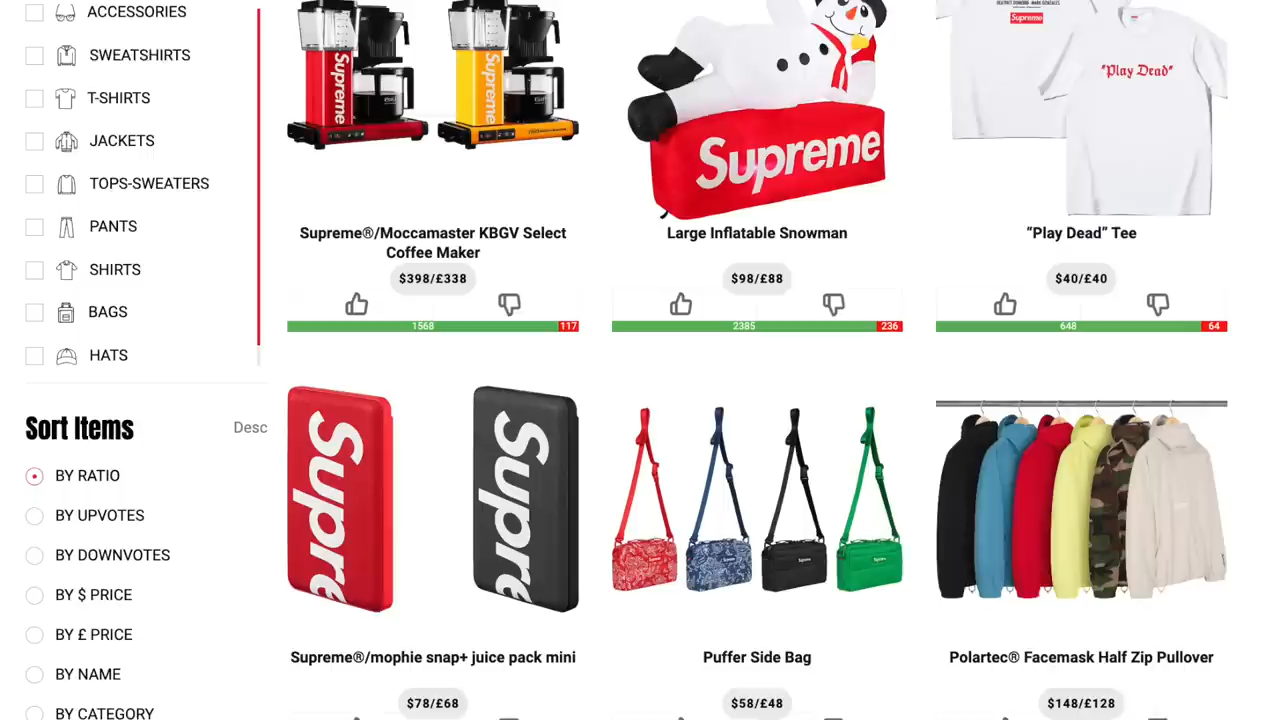 ACCESSORIES
SWEATSHIRTS
T-SHIRTS
JACKETS
TOPS-SWEATERS
PANTS
SHIRTS
BAGS
HATS
Sort Items
Desc
BY RATIO
BY UPVOTES
BY DOWNVOTES
BY $ PRICE
BY £ PRICE
BY NAME
BY CATEGORY
Supreme
Supreme
Supreme®/Moccamaster KBGV Select
Coffee Maker
$398/£338
1568
117
Supreme
Large Inflatable Snowman
$98/£88
2385
236
Supreme
"Play Dead"
“Play Dead” Tee
$40/£40
648
64
Supreme
Supreme
Supreme®/mophie snap+ juice pack mini
$78/£68
Supreme
Supreme
Puffer Side Bag
$58/£48
Polartec® Facemask Half Zip Pullover
$148/£128